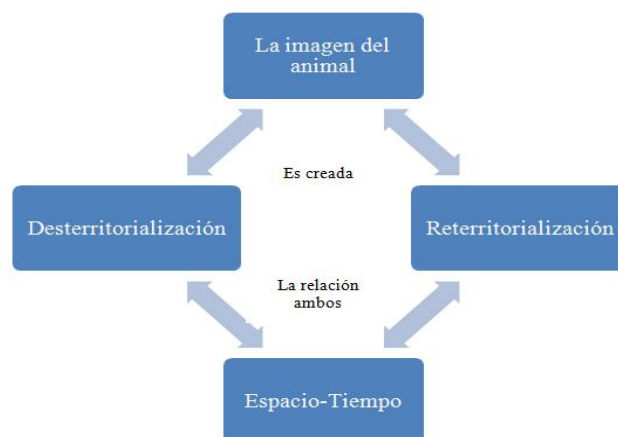 La imagen del
animal
Es creada
Desterritorialización
Reterritorialización
La relación
ambos
Espacio-Tiempo